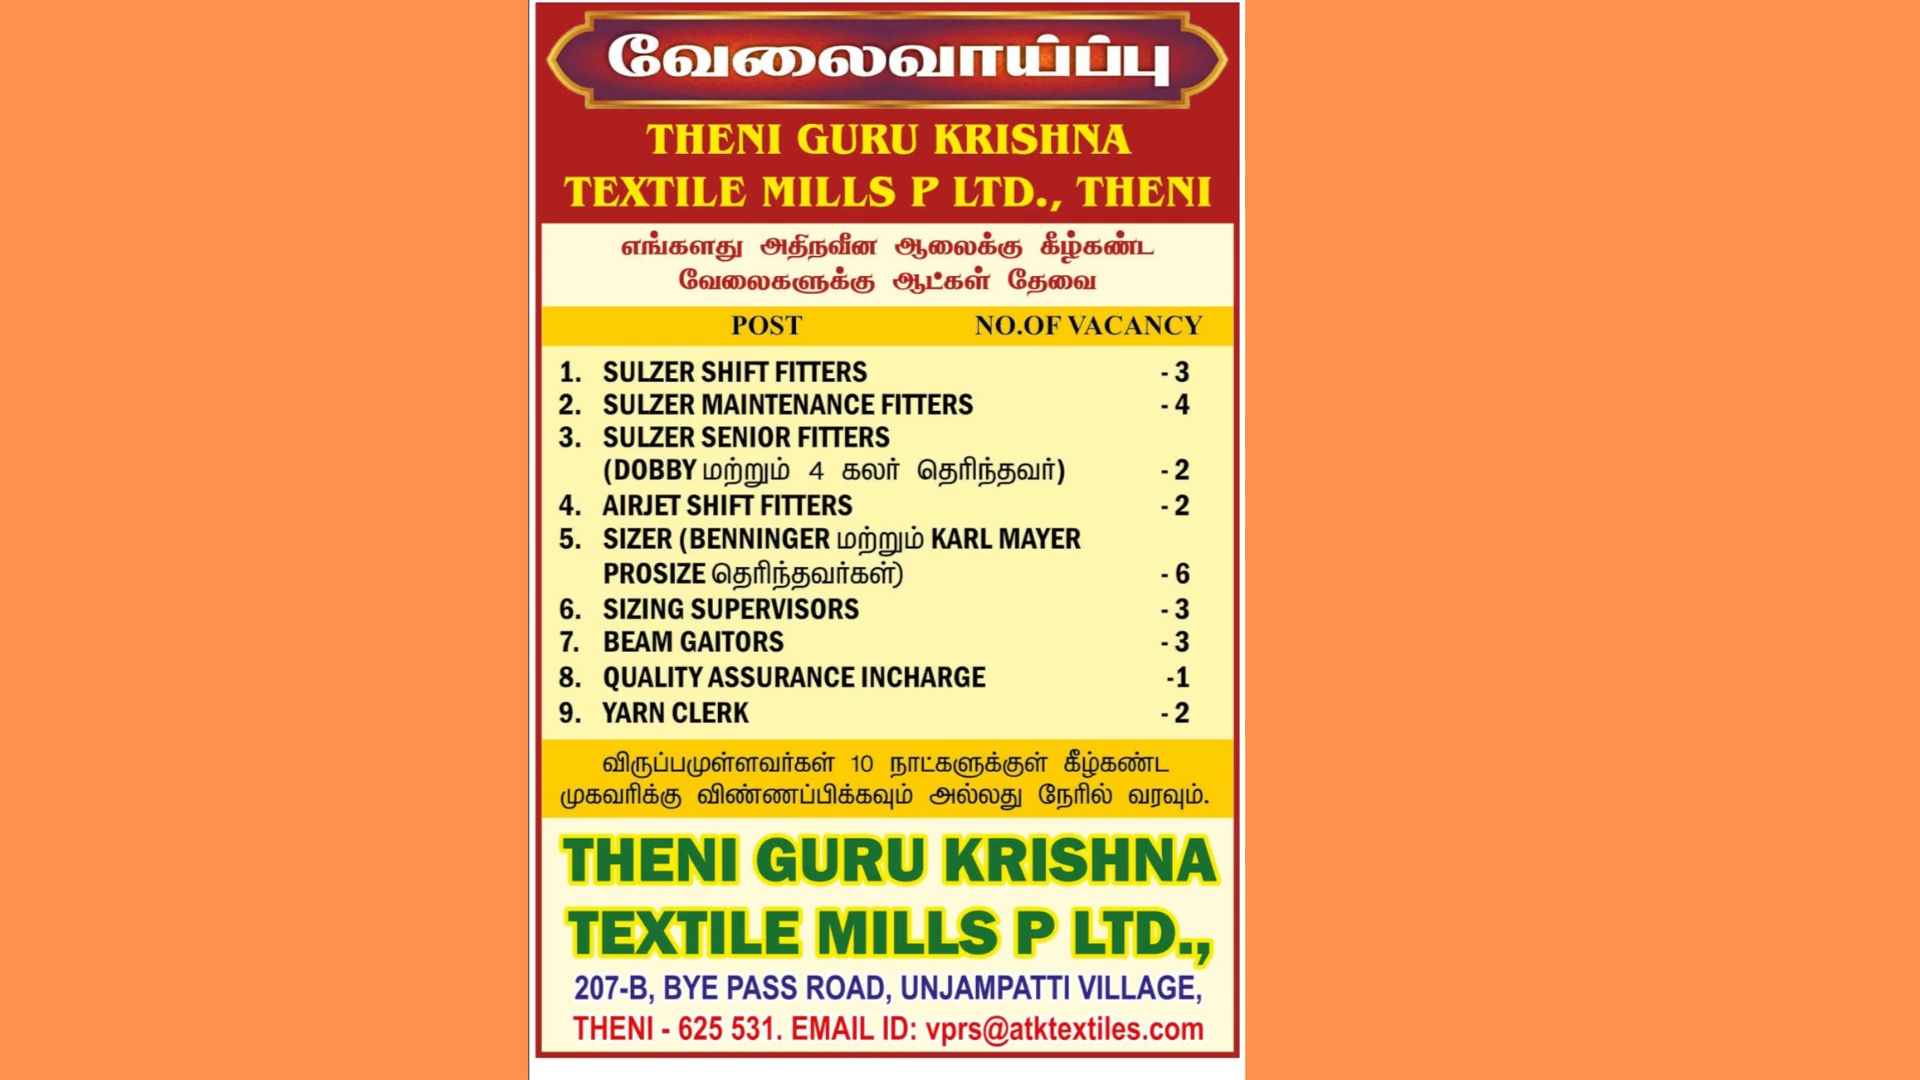 வேலைவாய்ப்பு
THENI GURU KRISHNA
TEXTILE MILLS P LTD., THENI
எங்களது அதிநவீன ஆலைக்கு கீழ்கண்ட
வேலைகளுக்கு ஆட்கள் தேவை
POST NO.OF VACANCY
1. SULZER SHIFT FITTERS - 3
2. SULZER MAINTENANCE FITTERS - 4
3. SULZER SENIOR FITTERS
(DOBBY மற்றும் 4 கலர் தெரிந்தவர்) - 2
4. AIRJET SHIFT FITTERS - 2
5. SIZER (BENNINGER மற்றும் KARL MAYER
PROSIZE தெரிந்தவர்கள்) - 6
6. SIZING SUPERVISORS - 3
7. BEAM GAITORS - 3
8. QUALITY ASSURANCE INCHARGE -1
9. YARN CLERK - 2
விருப்பமுள்ளவர்கள் 10 நாட்களுக்குள் கீழ்கண்ட
முகவரிக்கு விண்ணப்பிக்கவும் அல்லது நேரில் வரவும்.
THENI GURU KRISHNA
TEXTILE MILLS P LTD.,
207-B, BYE PASS ROAD, UNJAMPATTI VILLAGE,
THENI - 625 531. EMAIL ID: vprs@atktextiles.com